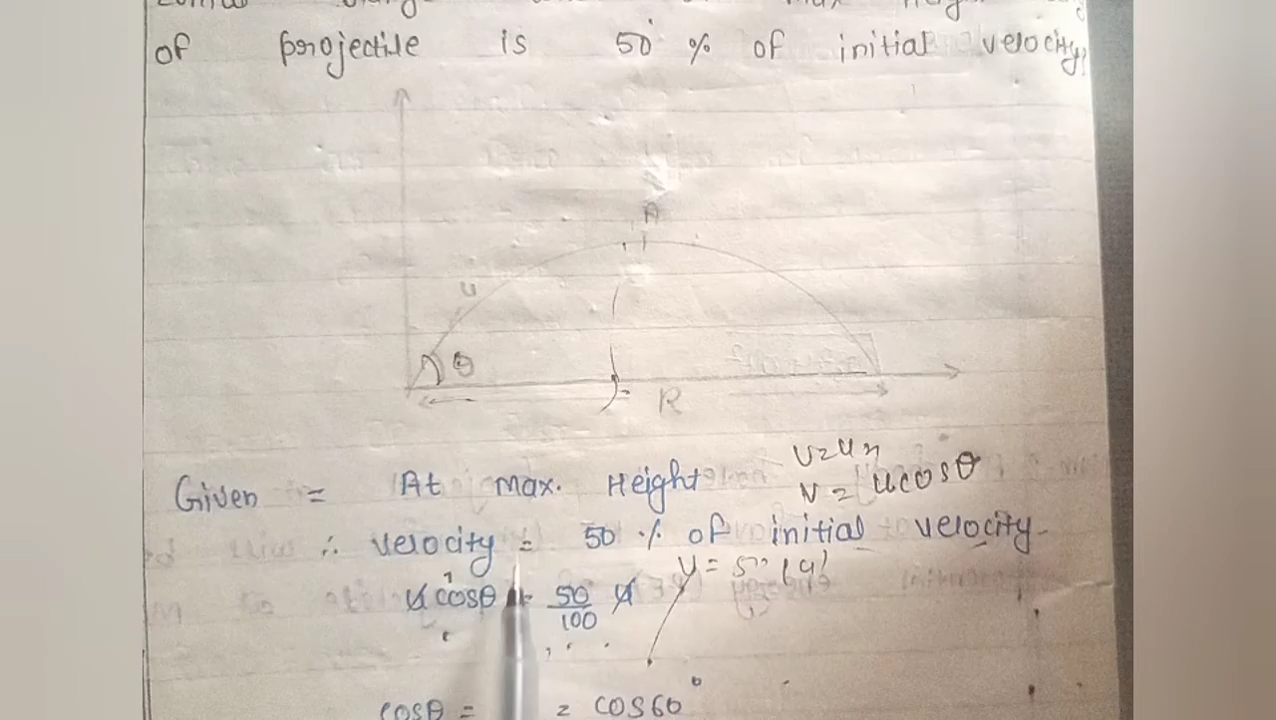 of projectile is 50 % of initial velocity,
A
u
θ
R
Given = At max. Height
V=ux
V = ucosθ
∴ velocity = 50 % of initial velocity
u cosθ = 50/100 u
cosθ = = cos60°